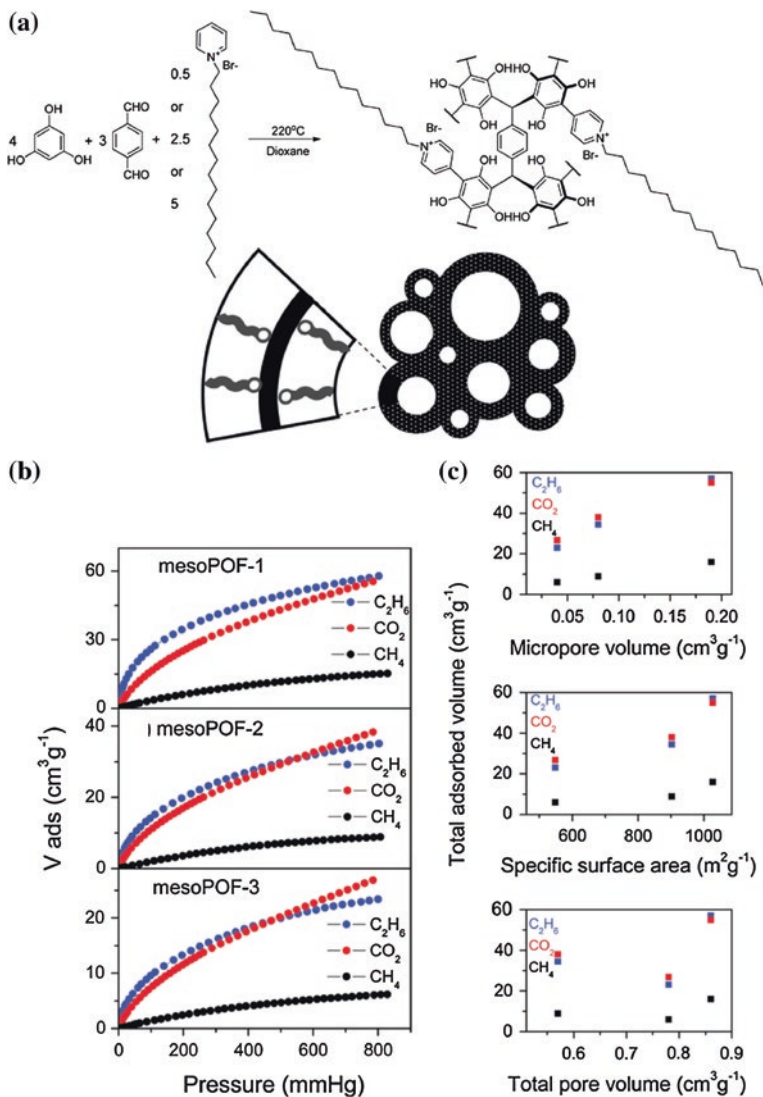 (a)
N⁺
Br-
0.5
or
2.5
or
5
OH
HO
OH
4
+ 3
CHO
CHO
+
220ºC
Dioxane
HO
OH
HO
OH
HO
OH
HO
OH
Br-
N⁺
N⁺
Br-
HO
OH
HO
OH
HO
OH
HO
OH
(b)
mesoPOF-1
C₂H₆
CO₂
CH₄
60
30
0
) mesoPOF-2
C₂H₆
CO₂
CH₄
40
20
0
mesoPOF-3
C₂H₆
CO₂
CH₄
20
10
0
0 200 400 600 800
Pressure (mmHg)
V ads (cm³g⁻¹)
(c)
C₂H₆
CO₂
CH₄
60
40
20
0
0.05 0.10 0.15 0.20
Micropore volume (cm³g⁻¹)
C₂H₆
CO₂
CH₄
60
40
20
0
600 800 1000
Specific surface area (m²g⁻¹)
C₂H₆
CO₂
CH₄
60
40
20
0
0.6 0.7 0.8 0.9
Total pore volume (cm³g⁻¹)
Total adsorbed volume (cm³g⁻¹)